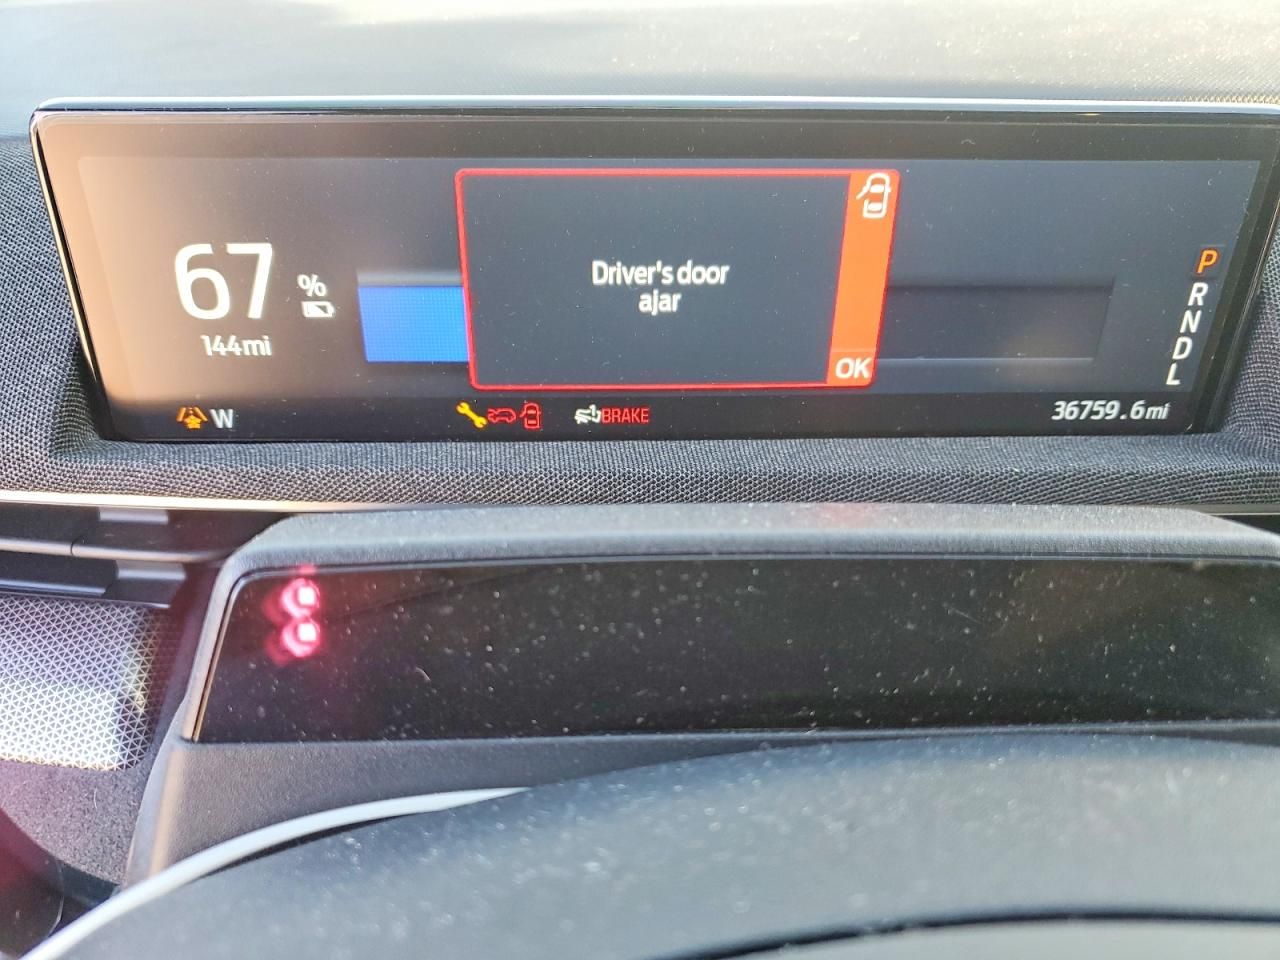 67 %
144mi
Driver's door
ajar
OK
P
R
N
D
L
W
BRAKE
36759.6mi